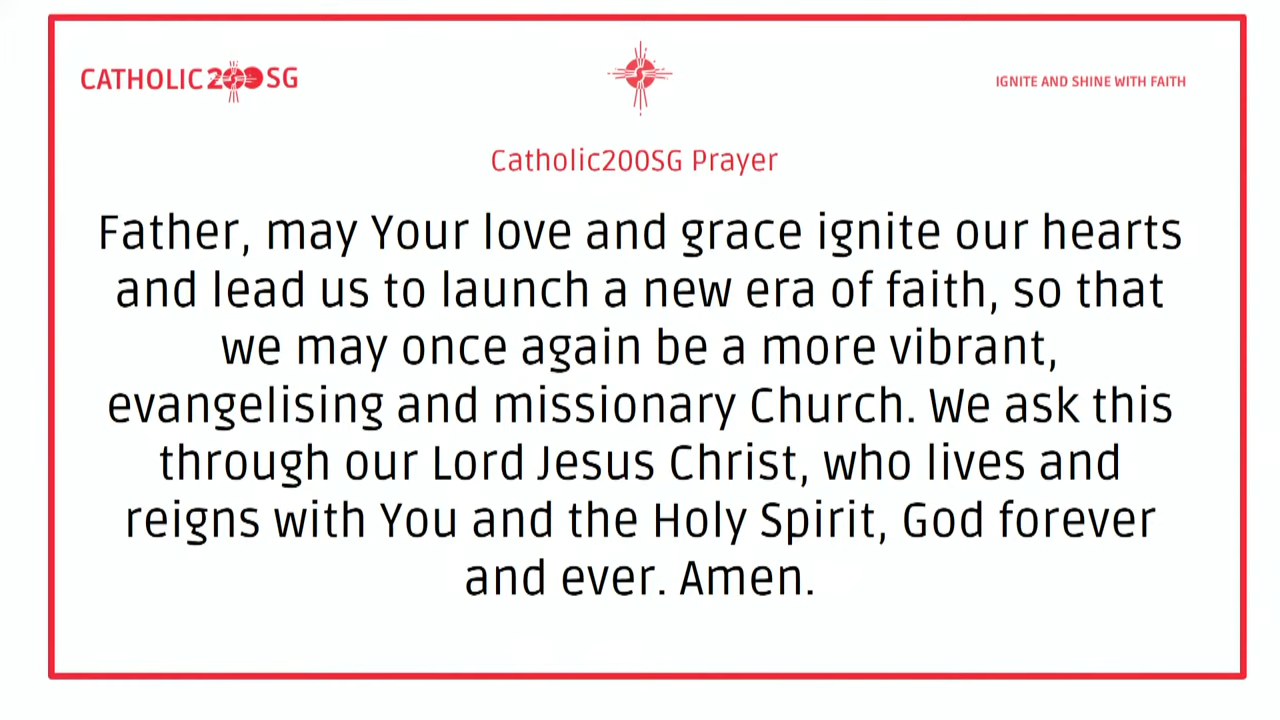 CATHOLIC200SG
IGNITE AND SHINE WITH FAITH
Catholic200SG Prayer
Father, may Your love and grace ignite our hearts
and lead us to launch a new era of faith, so that
we may once again be a more vibrant,
evangelising and missionary Church. We ask this
through our Lord Jesus Christ, who lives and
reigns with You and the Holy Spirit, God forever
and ever. Amen.